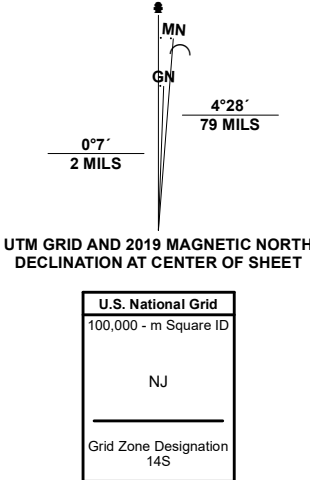 MN
GN
4°28´
79 MILS
0°7´
2 MILS
UTM GRID AND 2019 MAGNETIC NORTH
DECLINATION AT CENTER OF SHEET
U.S. National Grid
100,000 - m Square ID
NJ
Grid Zone Designation
14S